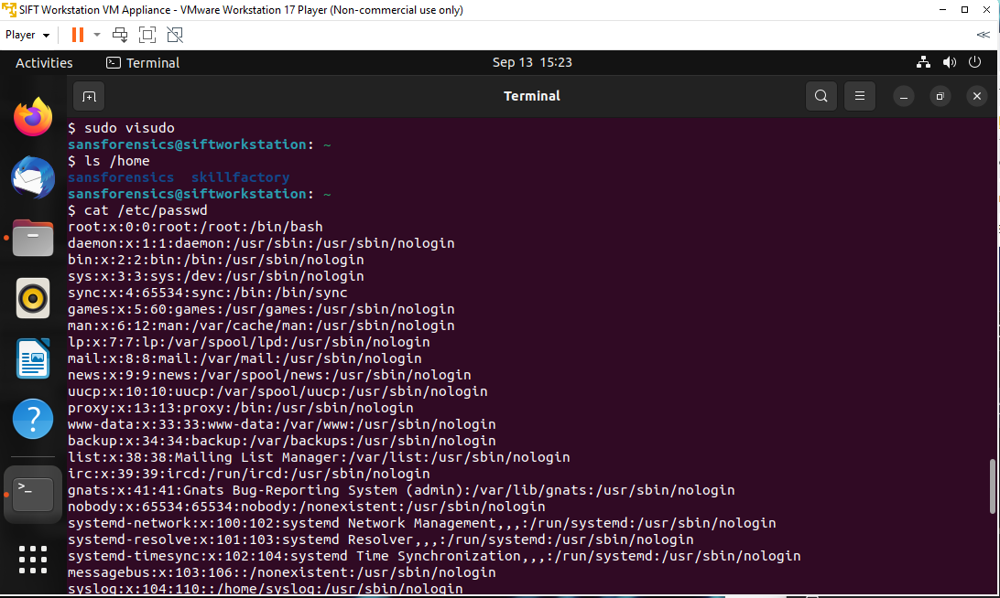 SIFT Workstation VM Appliance - VMware Workstation 17 Player (Non-commercial use only)
Player
Activities Terminal Sep 13 15:23
Terminal
$ sudo visudo
sansforensics@siftworkstation: ~
$ ls /home
sansforensics skillfactory
sansforensics@siftworkstation: ~
$ cat /etc/passwd
root:x:0:0:root:/root:/bin/bash
daemon:x:1:1:daemon:/usr/sbin:/usr/sbin/nologin
bin:x:2:2:bin:/bin:/usr/sbin/nologin
sys:x:3:3:sys:/dev:/usr/sbin/nologin
sync:x:4:65534:sync:/bin:/bin/sync
games:x:5:60:games:/usr/games:/usr/sbin/nologin
man:x:6:12:man:/var/cache/man:/usr/sbin/nologin
lp:x:7:7:lp:/var/spool/lpd:/usr/sbin/nologin
mail:x:8:8:mail:/var/mail:/usr/sbin/nologin
news:x:9:9:news:/var/spool/news:/usr/sbin/nologin
uucp:x:10:10:uucp:/var/spool/uucp:/usr/sbin/nologin
proxy:x:13:13:proxy:/bin:/usr/sbin/nologin
www-data:x:33:33:www-data:/var/www:/usr/sbin/nologin
backup:x:34:34:backup:/var/backups:/usr/sbin/nologin
list:x:38:38:Mailing List Manager:/var/list:/usr/sbin/nologin
irc:x:39:39:ircd:/run/ircd:/usr/sbin/nologin
gnats:x:41:41:Gnats Bug-Reporting System (admin):/var/lib/gnats:/usr/sbin/nologin
nobody:x:65534:65534:nobody:/nonexistent:/usr/sbin/nologin
systemd-network:x:100:102:systemd Network Management,,,:/run/systemd:/usr/sbin/nologin
systemd-resolve:x:101:103:systemd Resolver,,,:/run/systemd:/usr/sbin/nologin
systemd-timesync:x:102:104:systemd Time Synchronization,,,:/run/systemd:/usr/sbin/nologin
messagebus:x:103:106::/nonexistent:/usr/sbin/nologin
syslog:x:104:110::/home/syslog:/usr/sbin/nologin